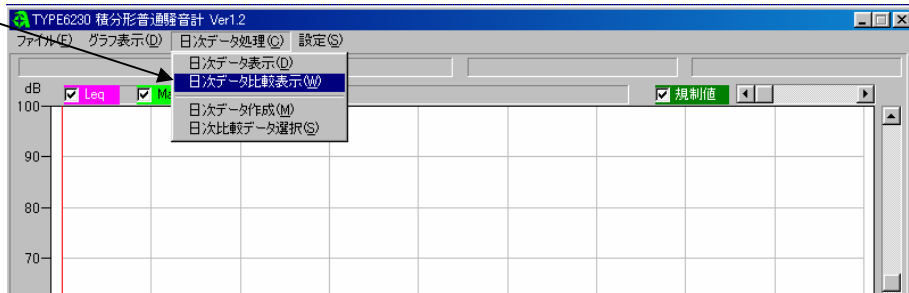 TYPE6230 積分形普通騒音計 Ver1.2
ファイル(F) グラフ表示(D) 日次データ処理(C) 設定(S)
日次データ表示(D)
日次データ比較表示(W)
日次データ作成(M)
日次比較データ選択(S)
dB
Leq
Ma
規制値
100
90
80
70